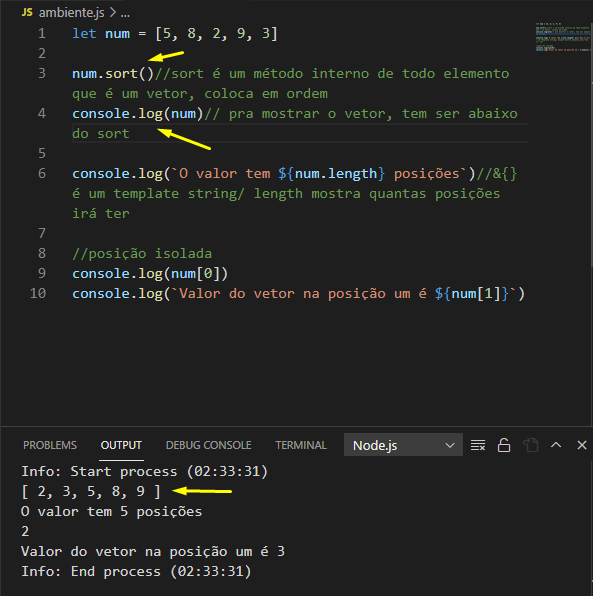 JS ambiente.js > ...
1 let num = [5, 8, 2, 9, 3]
2
3 num.sort()//sort é um método interno de todo elemento
que é um vetor, coloca em ordem
4 console.log(num)// pra mostrar o vetor, tem ser abaixo
do sort
5
6 console.log(`O valor tem ${num.length} posições`)//&{}
é um template string/ length mostra quantas posições
irá ter
7
8 //posição isolada
9 console.log(num[0])
10 console.log(`Valor do vetor na posição um é ${num[1]}`)
PROBLEMS OUTPUT DEBUG CONSOLE TERMINAL Node.js
Info: Start process (02:33:31)
[ 2, 3, 5, 8, 9 ]
O valor tem 5 posições
2
Valor do vetor na posição um é 3
Info: End process (02:33:31)